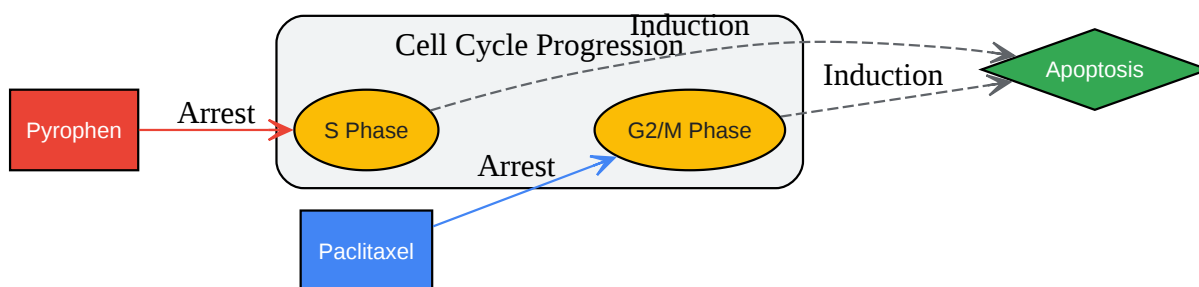 Induction
Cell Cycle Progression
Induction
Apoptosis
Pyrophen
Arrest
S Phase
G2/M Phase
Arrest
Paclitaxel